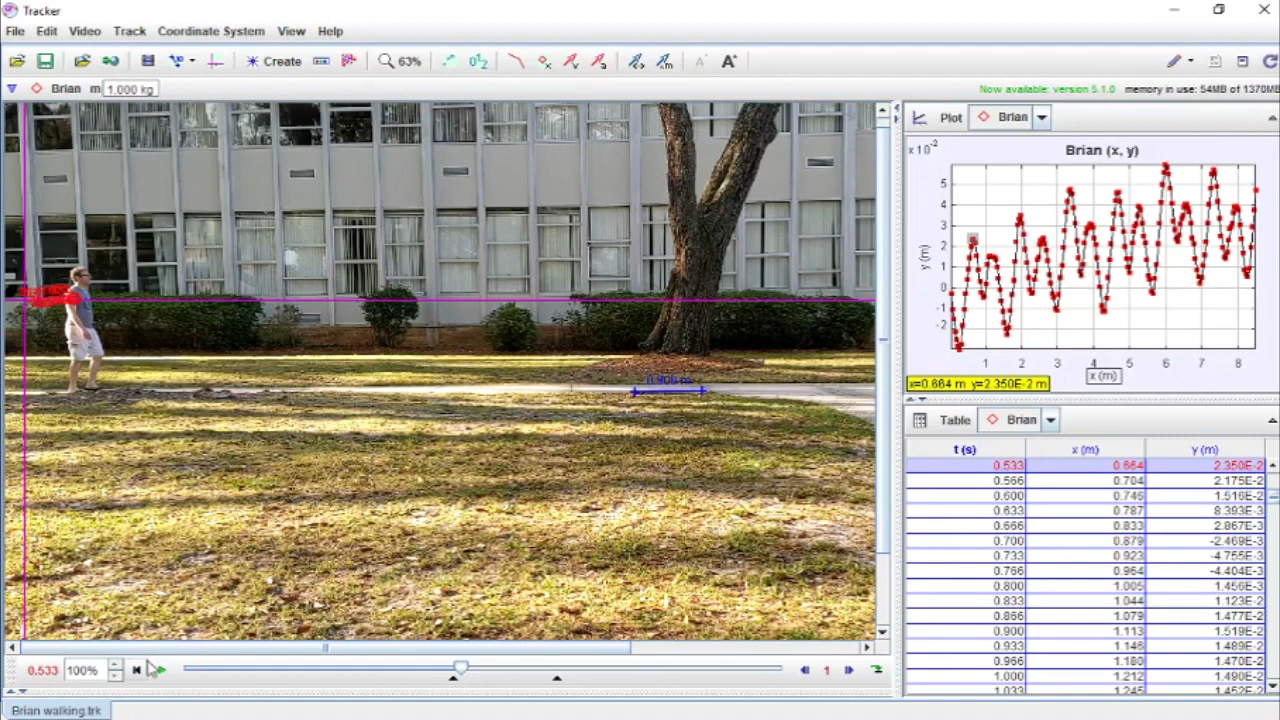 Tracker
File Edit Video Track Coordinate System View Help
Create 63% A A
Brian m 1.000 kg
Now available: version 5.1.0 memory in use: 54MB of 1370MB
Plot Brian
x 10-2
Brian (x, y)
5
4
3
2
1
0
-1
-2
y (m)
1 2 3 4 5 6 7 8
x (m)
x=0.664 m y=2.350E-2 m
Table Brian
t (s) x (m) y (m)
0.533 0.664 2.350E-2
0.566 0.704 2.175E-2
0.600 0.746 1.516E-2
0.633 0.787 8.393E-3
0.666 0.833 2.867E-3
0.700 0.879 -2.469E-3
0.733 0.923 -4.755E-3
0.766 0.964 -4.404E-3
0.800 1.005 1.456E-3
0.833 1.044 1.123E-2
0.866 1.079 1.477E-2
0.900 1.113 1.519E-2
0.933 1.146 1.489E-2
0.966 1.180 1.470E-2
1.000 1.212 1.490E-2
1.033 1.245 1.452E-2
0.533 100% 1
Brian walking.trk